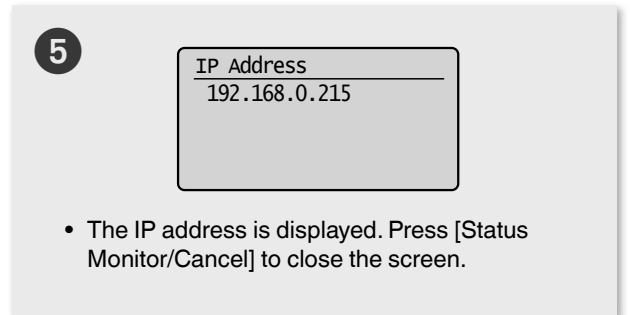 5
IP Address
192.168.0.215
• The IP address is displayed. Press [Status
Monitor/Cancel] to close the screen.